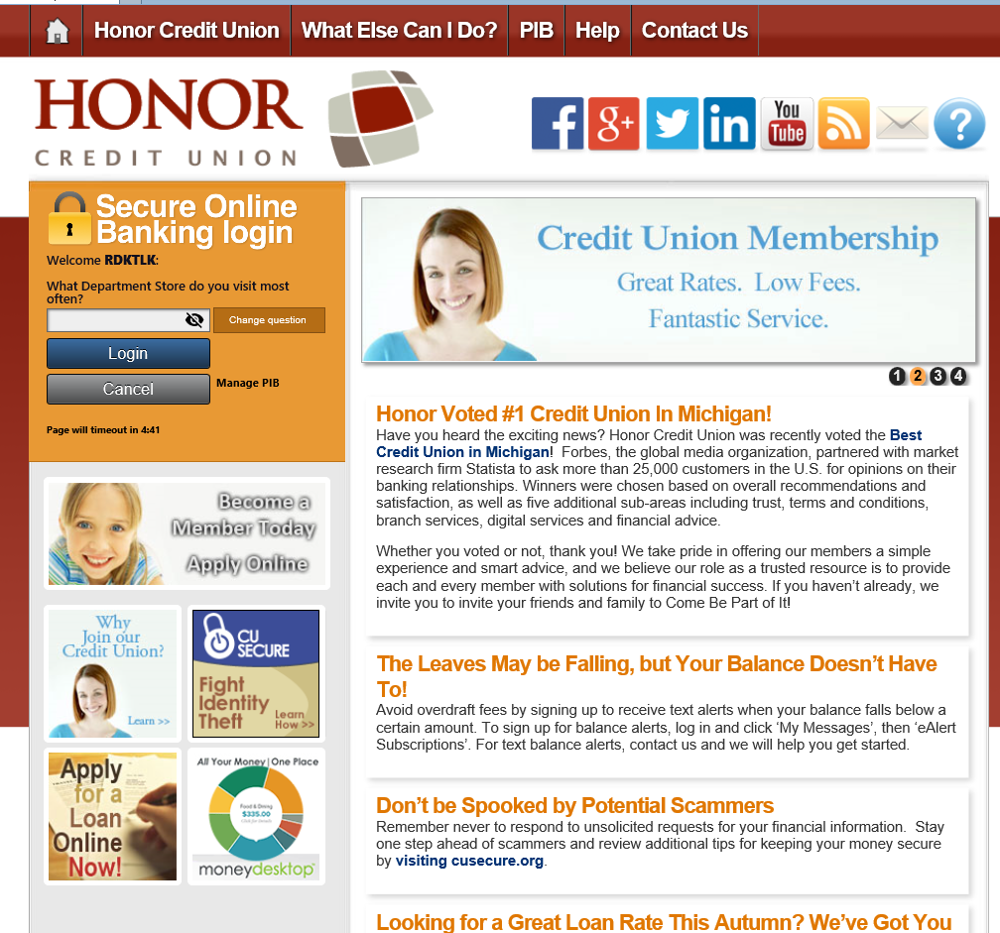 Honor Credit Union What Else Can I Do? PIB Help Contact Us
HONOR
CREDIT UNION
You
Tube
Secure Online
Banking login
Welcome RDKTLK:
What Department Store do you visit most
often?
Change question
Login
Cancel
Manage PIB
Page will timeout in 4:41
Become a
Member Today
Apply Online
Why
Join our
Credit Union?
Learn >>
CU
SECURE
Fight
Identity
Theft
Learn
How >>
Apply
for a
Loan
Online
Now!
All Your Money | One Place
Food & Dining
$335.00
Click for Details
moneydesktop
Credit Union Membership
Great Rates. Low Fees.
Fantastic Service.
1 2 3 4
Honor Voted #1 Credit Union In Michigan!
Have you heard the exciting news? Honor Credit Union was recently voted the Best
Credit Union in Michigan! Forbes, the global media organization, partnered with market
research firm Statista to ask more than 25,000 customers in the U.S. for opinions on their
banking relationships. Winners were chosen based on overall recommendations and
satisfaction, as well as five additional sub-areas including trust, terms and conditions,
branch services, digital services and financial advice.
Whether you voted or not, thank you! We take pride in offering our members a simple
experience and smart advice, and we believe our role as a trusted resource is to provide
each and every member with solutions for financial success. If you haven’t already, we
invite you to invite your friends and family to Come Be Part of It!
The Leaves May be Falling, but Your Balance Doesn’t Have
To!
Avoid overdraft fees by signing up to receive text alerts when your balance falls below a
certain amount. To sign up for balance alerts, log in and click ‘My Messages’, then ‘eAlert
Subscriptions’. For text balance alerts, contact us and we will help you get started.
Don’t be Spooked by Potential Scammers
Remember never to respond to unsolicited requests for your financial information. Stay
one step ahead of scammers and review additional tips for keeping your money secure
by visiting cusecure.org.
Looking for a Great Loan Rate This Autumn? We’ve Got You